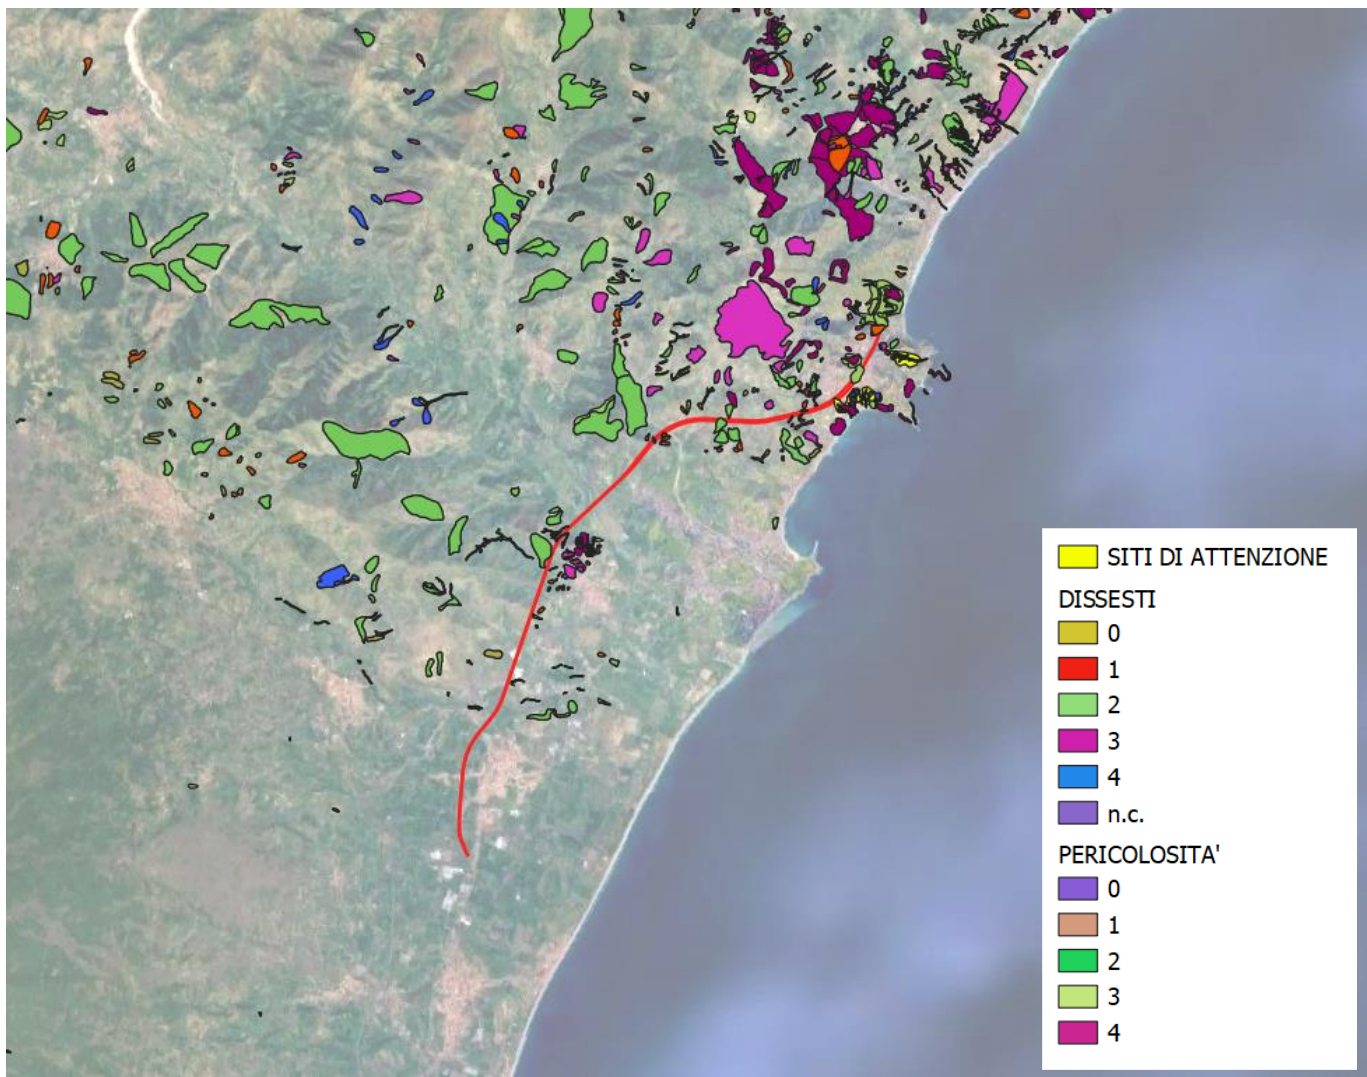 SITI DI ATTENZIONE
DISSESTI
0
1
2
3
4
n.c.
PERICOLOSITA'
0
1
2
3
4